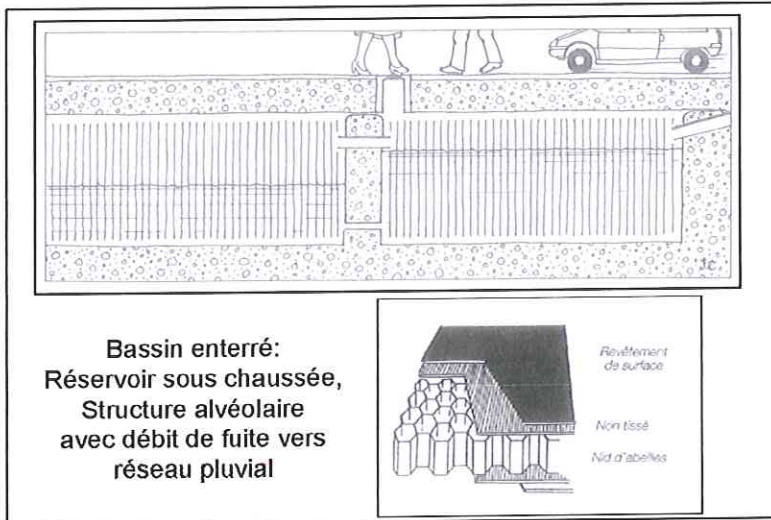 Bassin enterré:
Réservoir sous chaussée,
Structure alvéolaire
avec débit de fuite vers
réseau pluvial
Revêtement
de surface
Non tissé
Nid d'abeilles